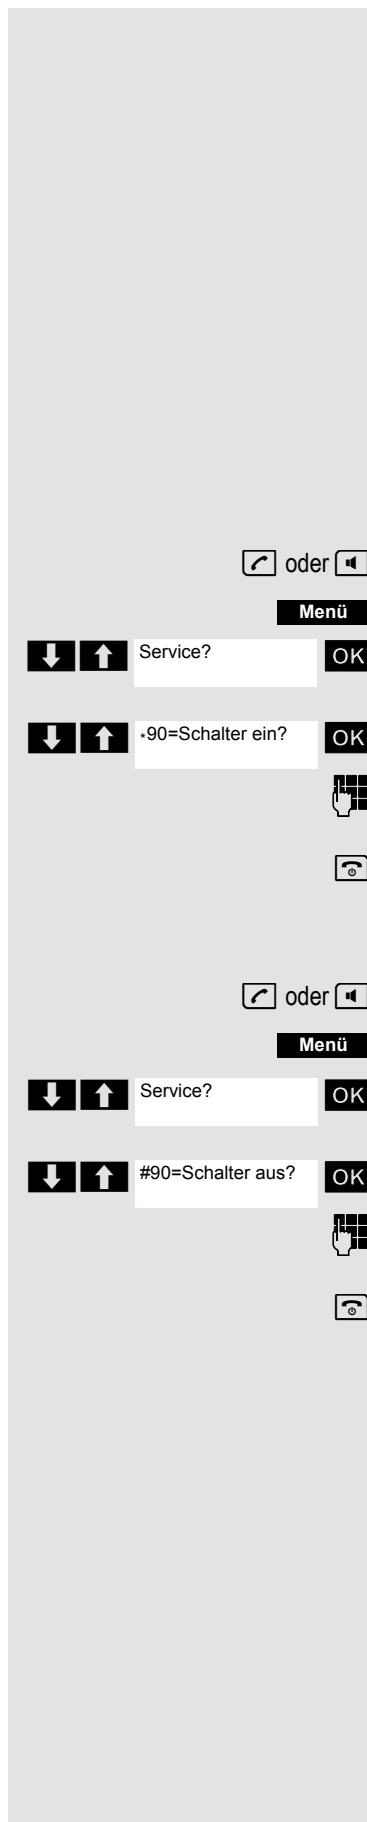 oder
Menü
Service? OK
*90=Schalter ein? OK
oder
Menü
Service? OK
#90=Schalter aus? OK